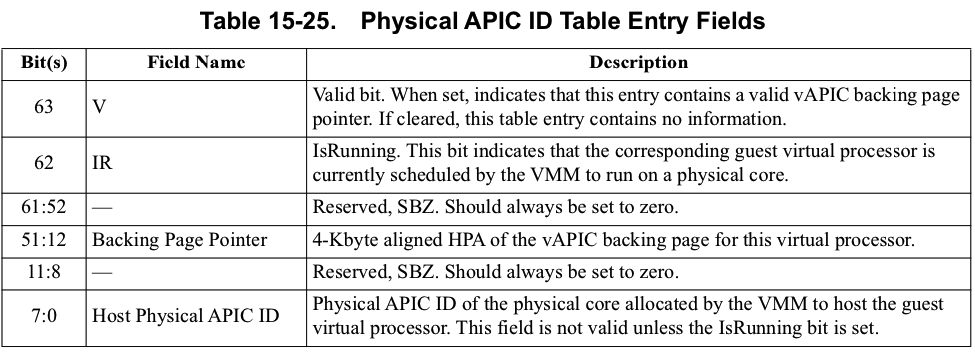 Table 15-25. Physical APIC ID Table Entry Fields
Bit(s) Field Name Description
63 V Valid bit. When set, indicates that this entry contains a valid vAPIC backing page
pointer. If cleared, this table entry contains no information.
62 IR IsRunning. This bit indicates that the corresponding guest virtual processor is
currently scheduled by the VMM to run on a physical core.
61:52 — Reserved, SBZ. Should always be set to zero.
51:12 Backing Page Pointer 4-Kbyte aligned HPA of the vAPIC backing page for this virtual processor.
11:8 — Reserved, SBZ. Should always be set to zero.
7:0 Host Physical APIC ID Physical APIC ID of the physical core allocated by the VMM to host the guest
virtual processor. This field is not valid unless the IsRunning bit is set.